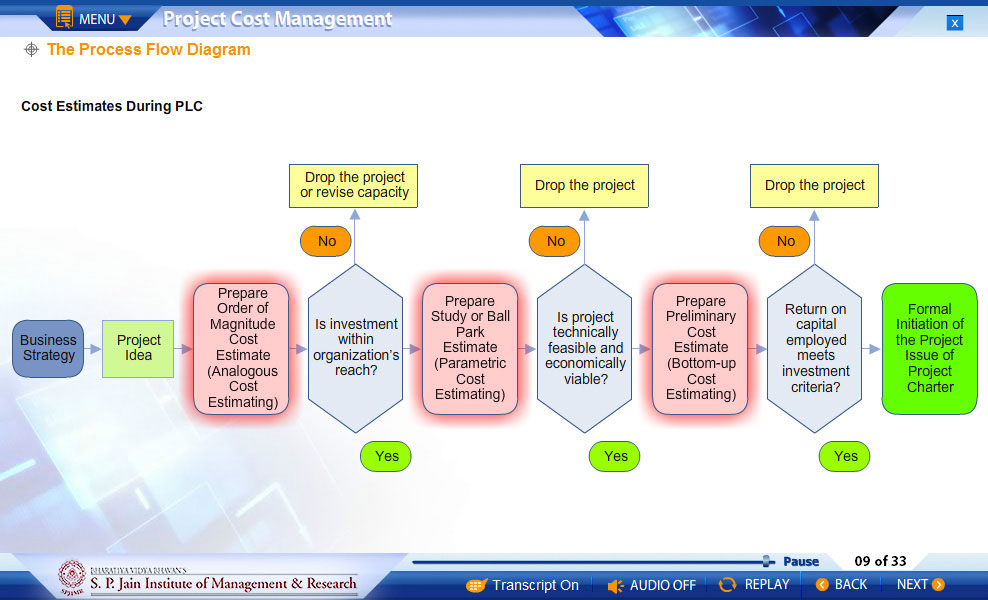 MENU
Project Cost Management
X
The Process Flow Diagram
Cost Estimates During PLC
Drop the project
or revise capacity
Drop the project
Drop the project
No
No
No
Business
Strategy
Project
Idea
Prepare
Order of
Magnitude
Cost
Estimate
(Analogous
Cost
Estimating)
Is investment
within
organization's
reach?
Prepare
Study or Ball
Park
Estimate
(Parametric
Cost
Estimating)
Is project
technically
feasible and
economically
viable?
Prepare
Preliminary
Cost
Estimate
(Bottom-up
Cost
Estimating)
Return on
capital
employed
meets
investment
criteria?
Formal
Initiation of
the Project
Issue of
Project
Charter
Yes
Yes
Yes
BHARATIYA VIDYA BHAVAN'S
S. P. Jain Institute of Management & Research
SPJIMR
Pause
09 of 33
Transcript On
AUDIO OFF
REPLAY
BACK
NEXT